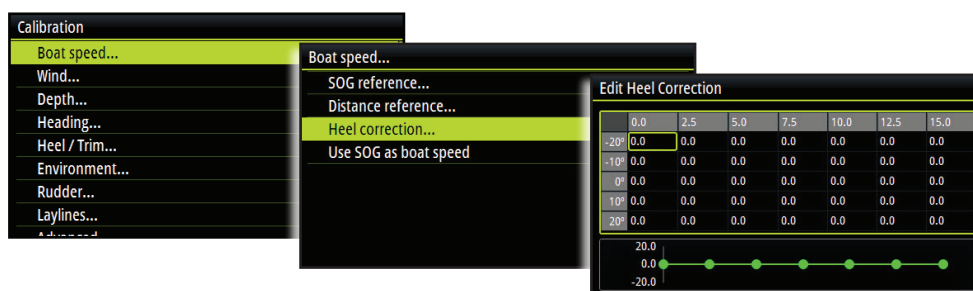 Calibration
Boat speed...
Wind...
Depth...
Heading...
Heel / Trim...
Environment...
Rudder...
Laylines...
Boat speed...
SOG reference...
Distance reference...
Heel correction...
Use SOG as boat speed
Edit Heel Correction
0.0 2.5 5.0 7.5 10.0 12.5 15.0
-20° 0.0 0.0 0.0 0.0 0.0 0.0 0.0
-10° 0.0 0.0 0.0 0.0 0.0 0.0 0.0
0° 0.0 0.0 0.0 0.0 0.0 0.0 0.0
10° 0.0 0.0 0.0 0.0 0.0 0.0 0.0
20° 0.0 0.0 0.0 0.0 0.0 0.0 0.0
20.0
0.0
-20.0